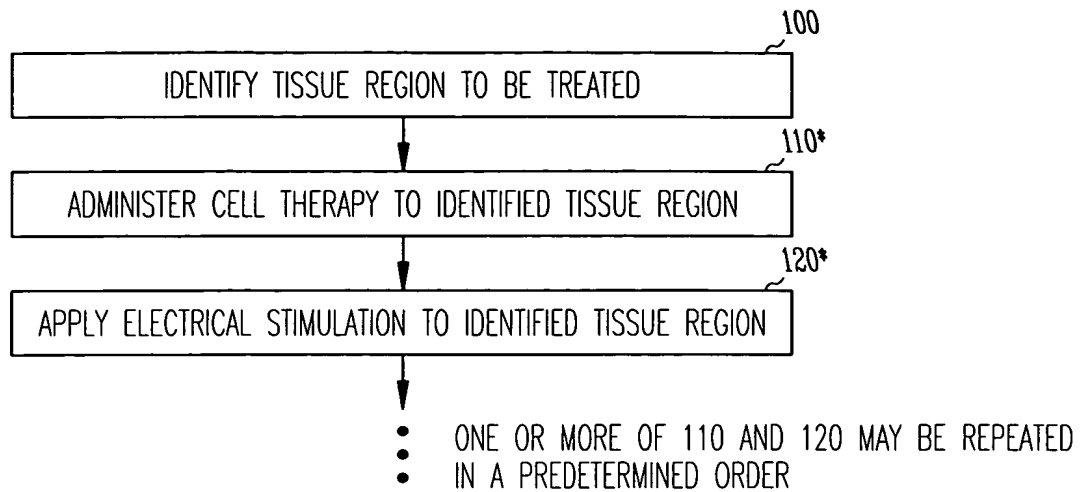 100
IDENTIFY TISSUE REGION TO BE TREATED
110*
ADMINISTER CELL THERAPY TO IDENTIFIED TISSUE REGION
120*
APPLY ELECTRICAL STIMULATION TO IDENTIFIED TISSUE REGION
ONE OR MORE OF 110 AND 120 MAY BE REPEATED
IN A PREDETERMINED ORDER